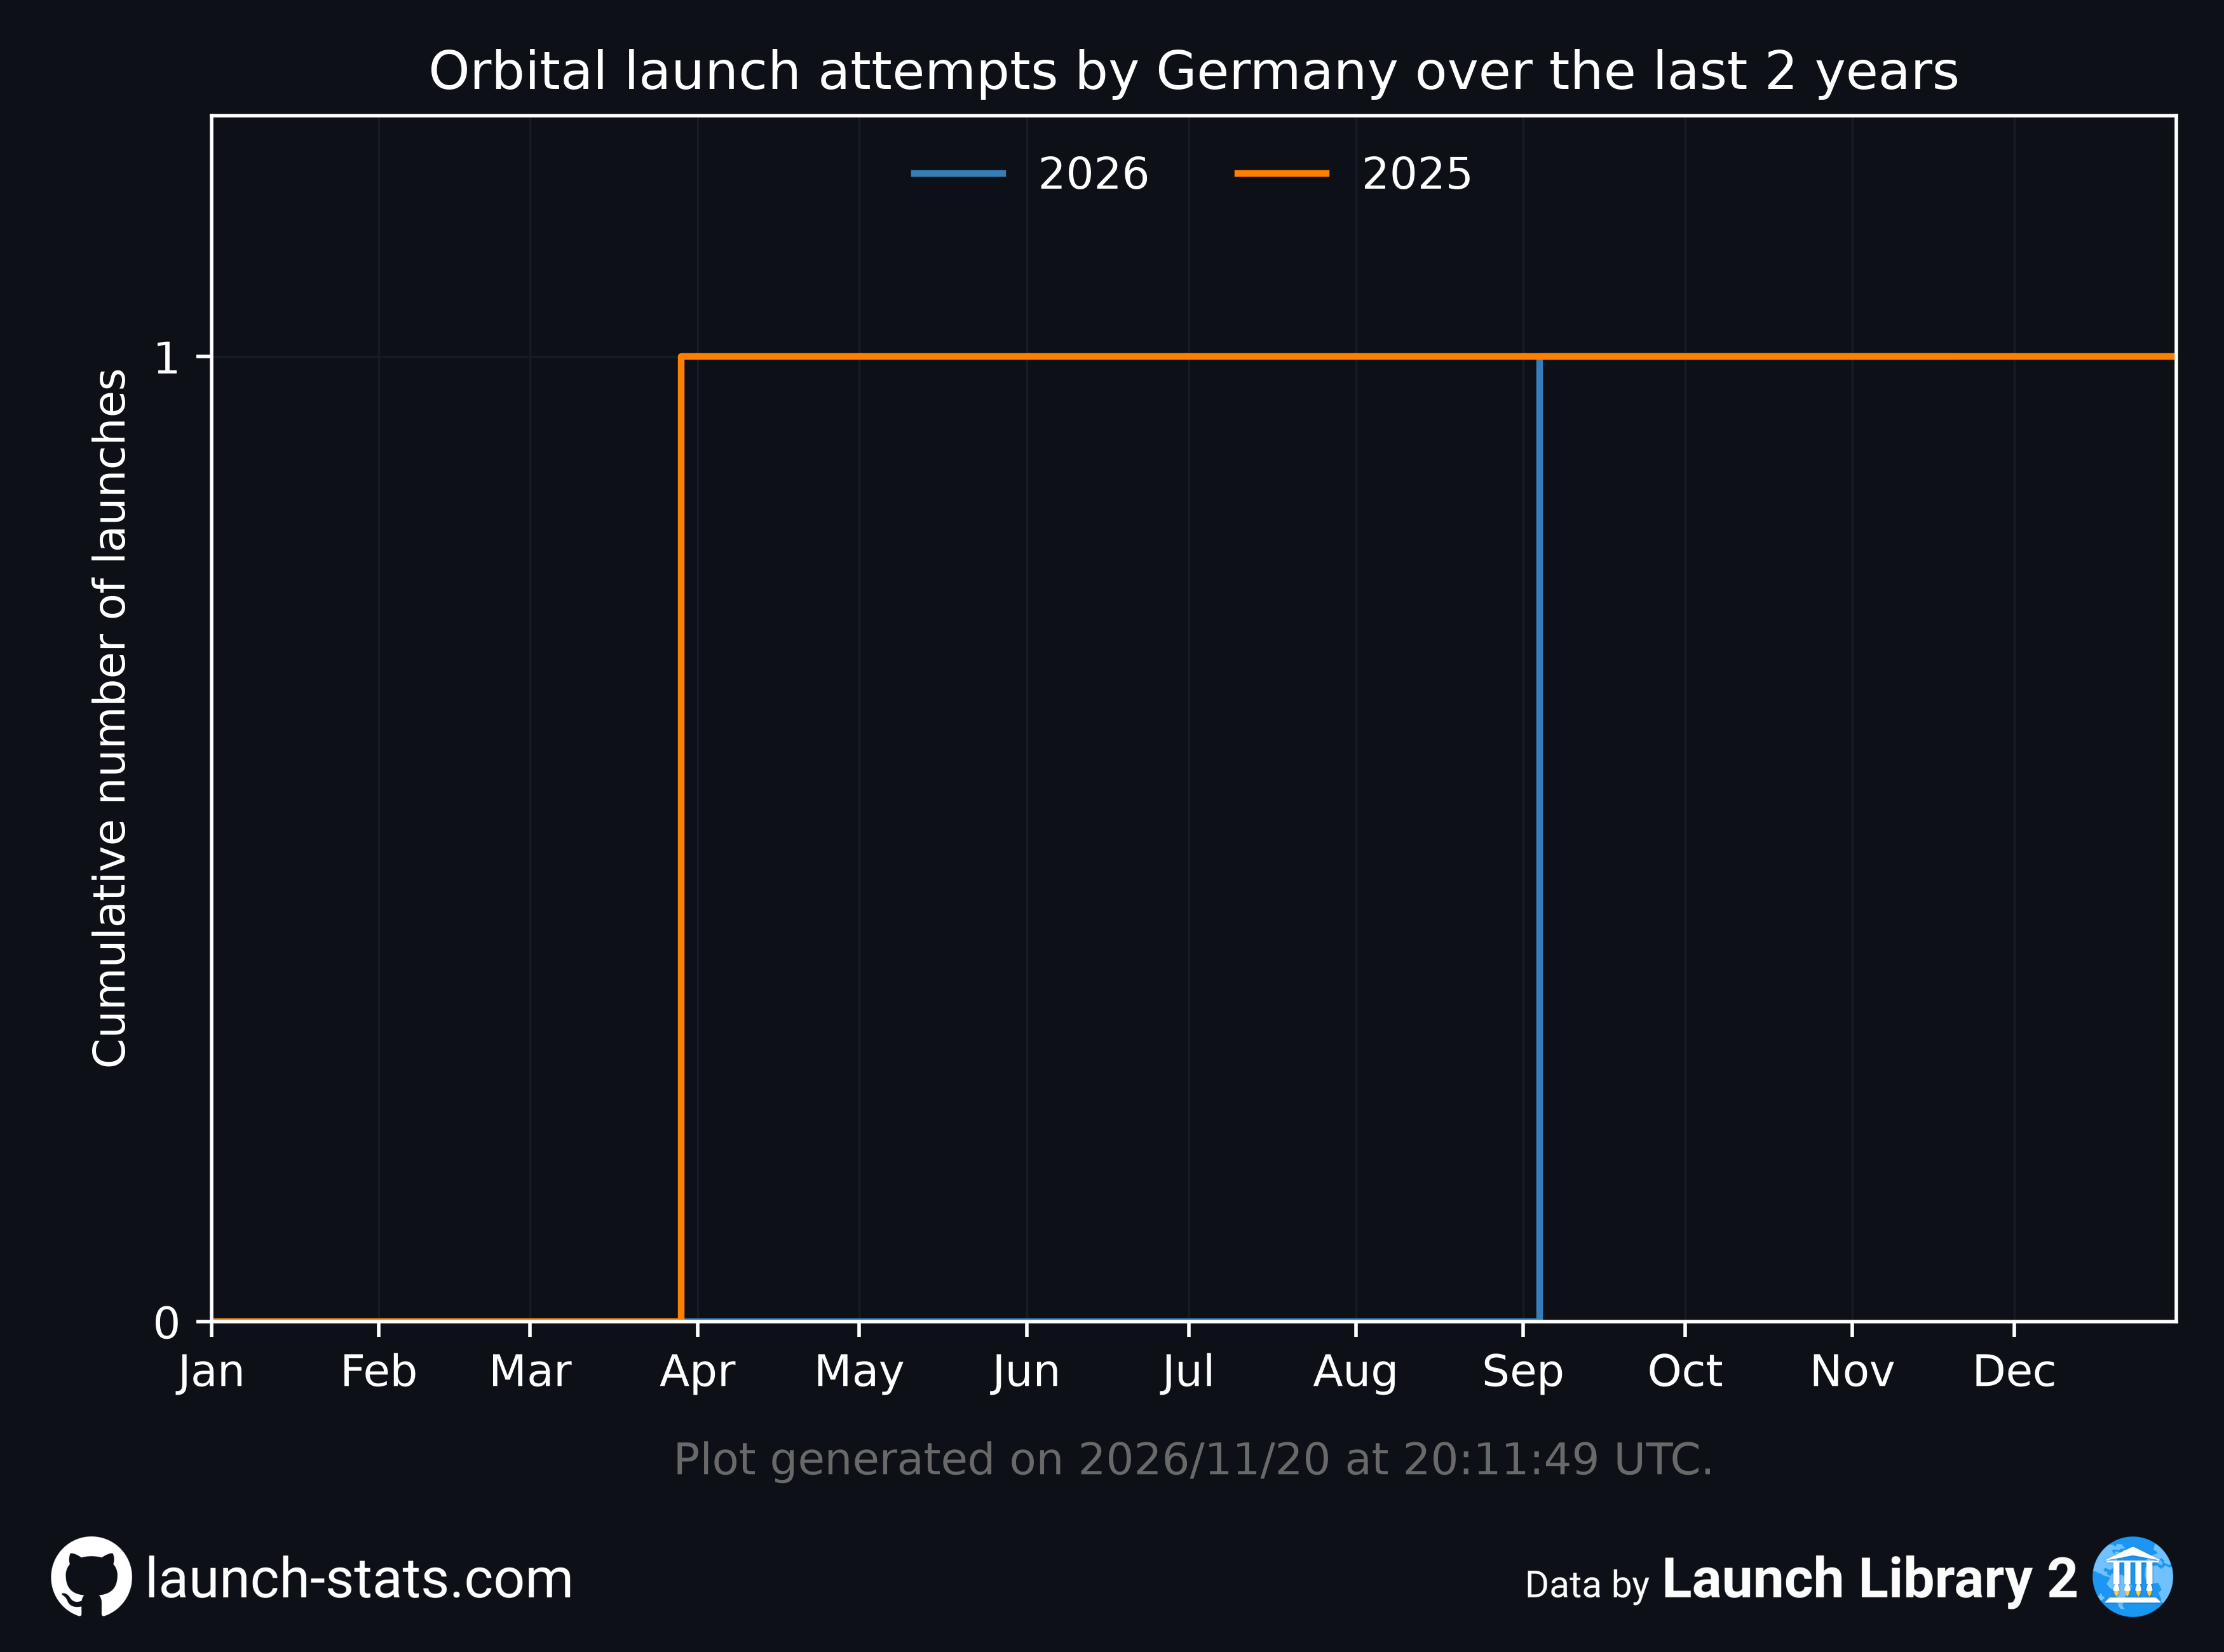 Orbital launch attempts by Germany over the last 2 years
2026 2025
Cumulative number of launches
1
0
Jan Feb Mar Apr May Jun Jul Aug Sep Oct Nov Dec
Plot generated on 2026/11/20 at 20:11:49 UTC.
launch-stats.com
Data by Launch Library 2